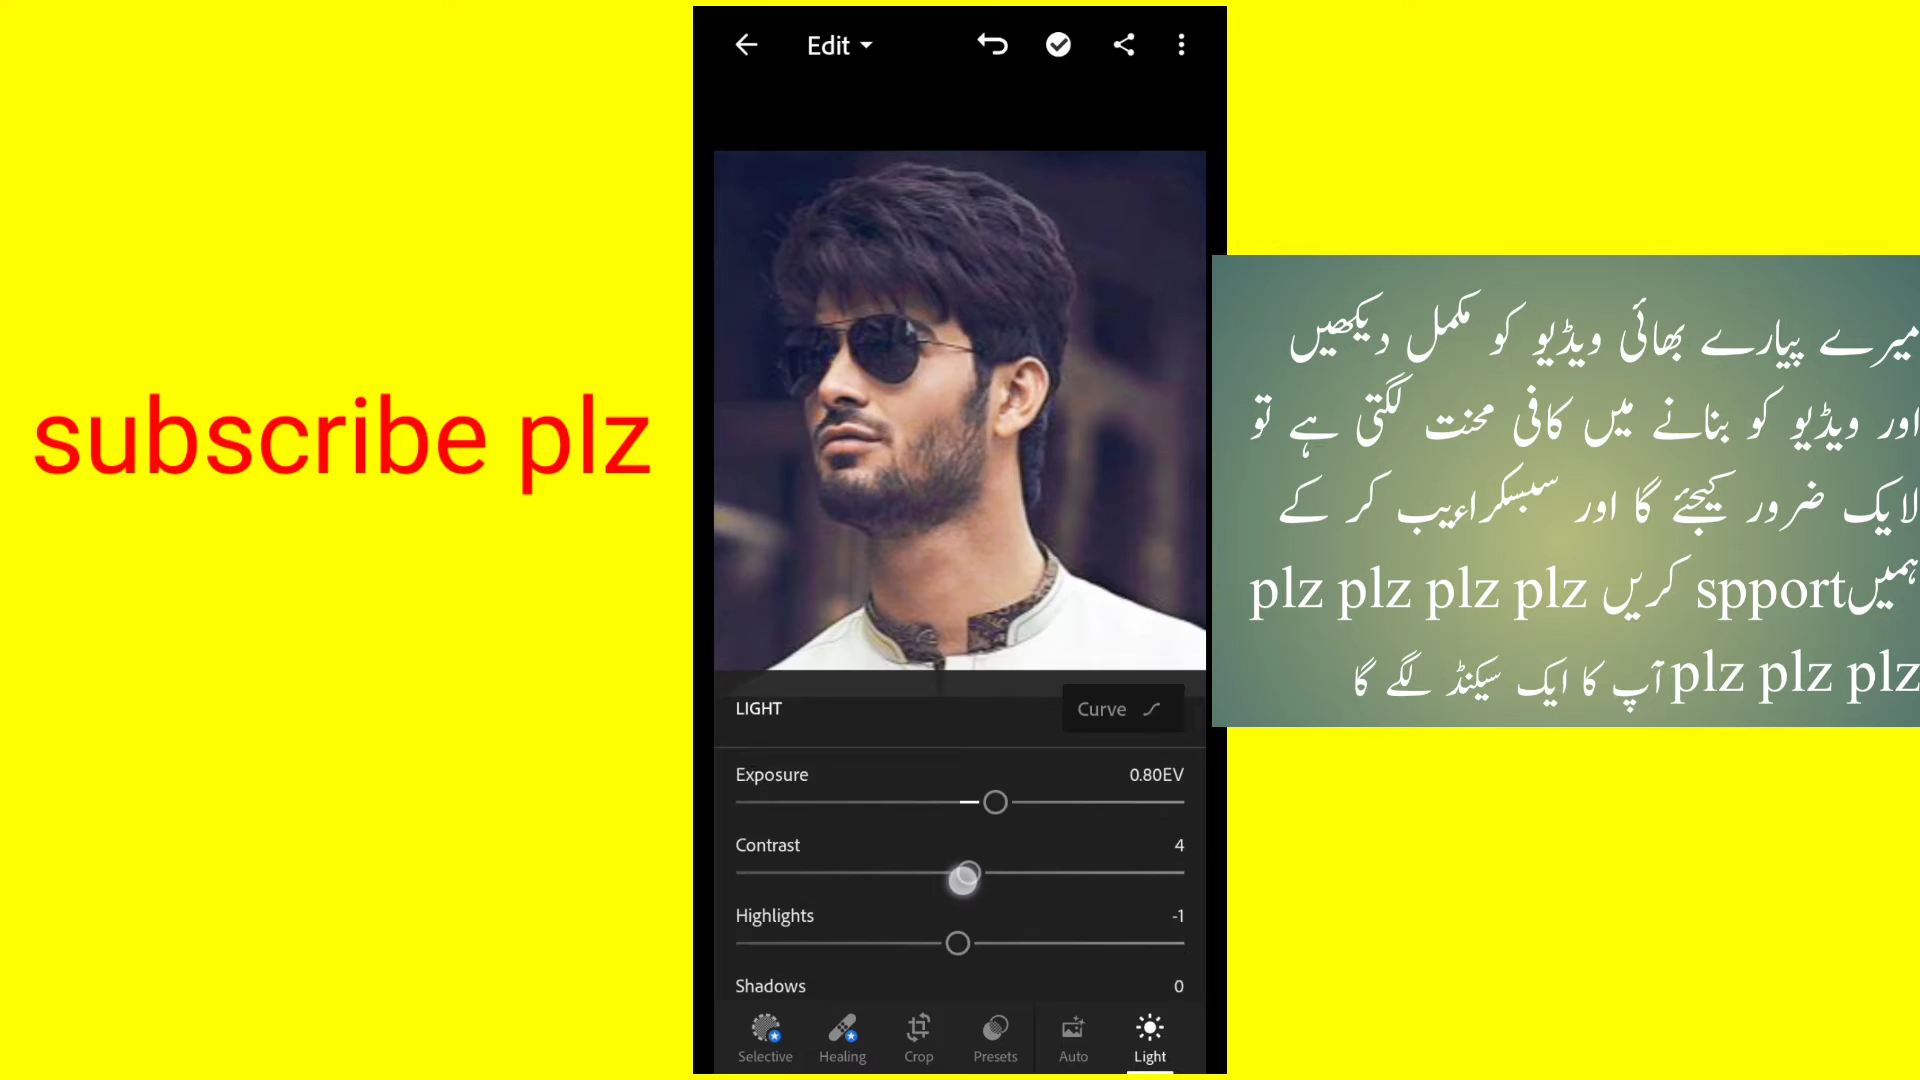 Edit
subscribe plz
میرے پیارے بھائی ویڈیو کو مکمل دیکھیں
اور ویڈیو کو بنانے میں کافی محنت لگتی ہے تو
لایک ضرور کیجئے گا اور سبسکراءیب کر کے
ہمیں spport کریں plz plz plz plz
plz plz plz آپ کا ایک سیکنڈ لگے گا
LIGHT
Curve
Exposure 0.80EV
Contrast 4
Highlights -1
Shadows 0
Selective Healing Crop Presets Auto Light